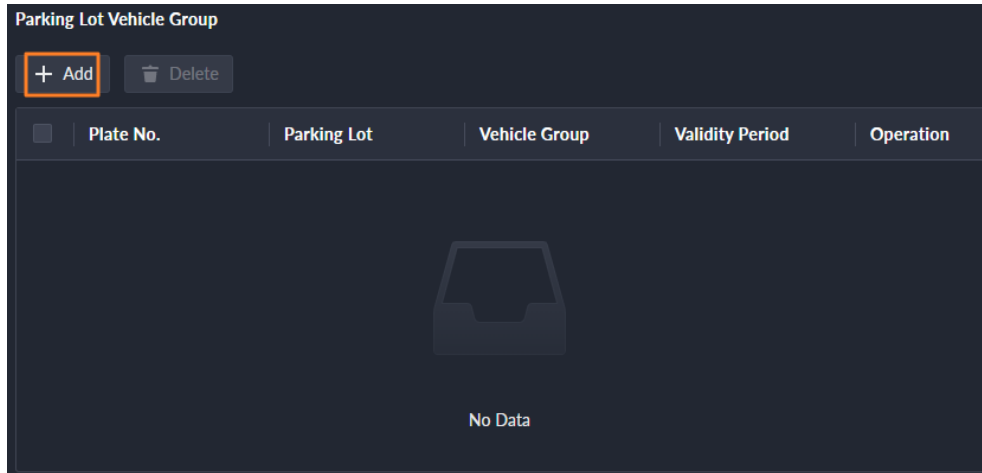 Parking Lot Vehicle Group
+ Add Delete
Plate No. Parking Lot Vehicle Group Validity Period Operation
No Data